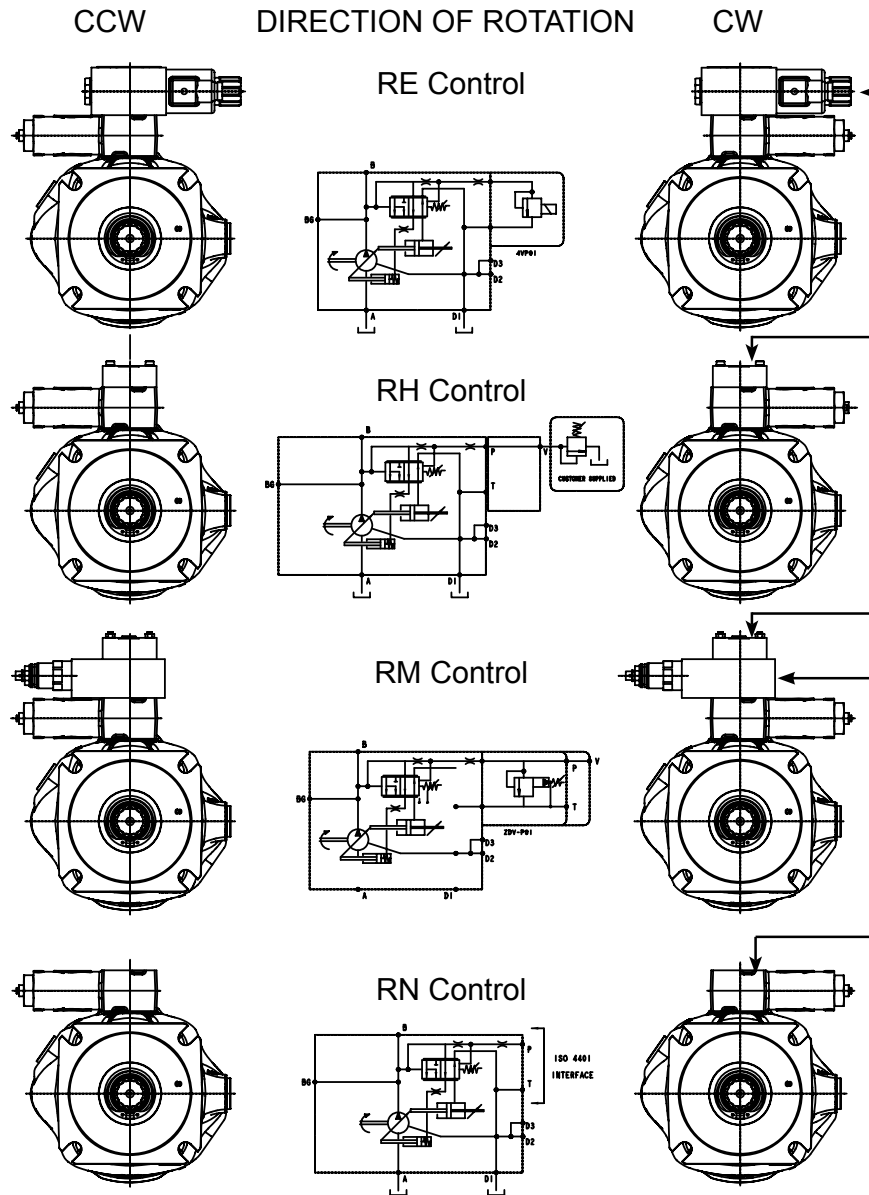 CCW DIRECTION OF ROTATION CW
RE Control
B
BG
4VP01
D3
D2
A D1
RH Control
B
P V
CUSTOMER SUPPLIED
BG T
D3
D2
A D1
RM Control
B
P V
BG T
ZDV-P01
D3
D2
A D1
RN Control
B
P
ISO 4401
INTERFACE
BG T
D3
D2
A D1